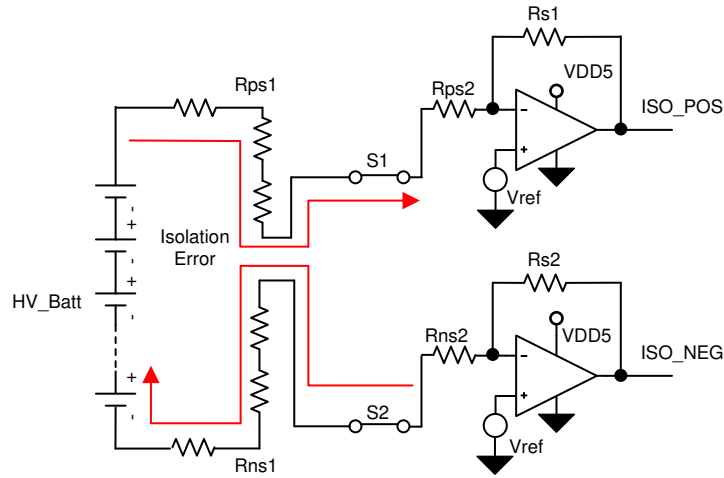 Rs1
Rps1
Rps2
VDD5
ISO_POS
-
+
S1
Vref
-
+
-
Isolation
Error
Rs2
HV_Batt
+
-
Rns2
VDD5
ISO_NEG
-
+
+
-
S2
Vref
Rns1